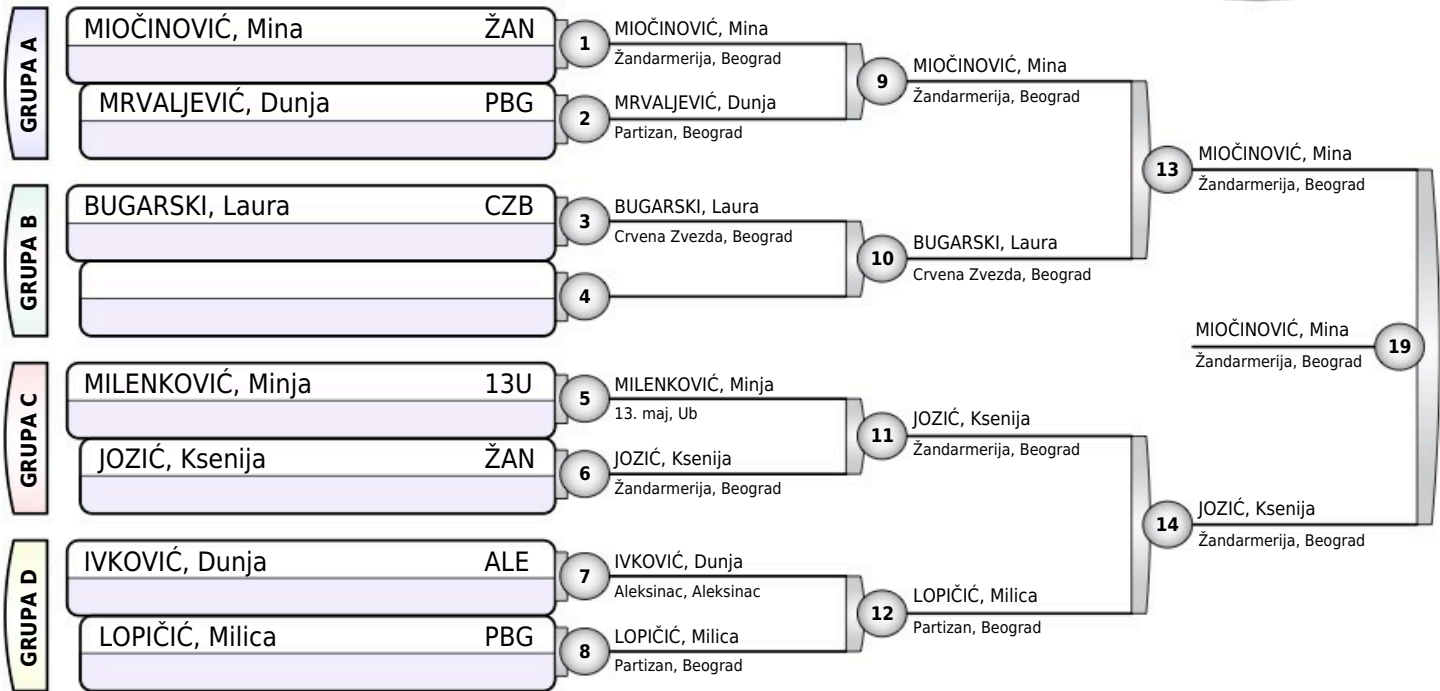 GRUPA A
MIOČINOVIĆ, Mina ŽAN
MRVALJEVIĆ, Dunja PBG
GRUPA B
BUGARSKI, Laura CZB
GRUPA C
MILENKOVIĆ, Minja 13U
JOZIĆ, Ksenija ŽAN
GRUPA D
IVKOVIĆ, Dunja ALE
LOPIČIĆ, Milica PBG
1
MIOČINOVIĆ, Mina
Žandarmerija, Beograd
2
MRVALJEVIĆ, Dunja
Partizan, Beograd
3
BUGARSKI, Laura
Crvena Zvezda, Beograd
4
5
MILENKOVIĆ, Minja
13. maj, Ub
6
JOZIĆ, Ksenija
Žandarmerija, Beograd
7
IVKOVIĆ, Dunja
Aleksinac, Aleksinac
8
LOPIČIĆ, Milica
Partizan, Beograd
9
MIOČINOVIĆ, Mina
Žandarmerija, Beograd
10
BUGARSKI, Laura
Crvena Zvezda, Beograd
11
JOZIĆ, Ksenija
Žandarmerija, Beograd
12
LOPIČIĆ, Milica
Partizan, Beograd
13
MIOČINOVIĆ, Mina
Žandarmerija, Beograd
14
JOZIĆ, Ksenija
Žandarmerija, Beograd
MIOČINOVIĆ, Mina
Žandarmerija, Beograd
19